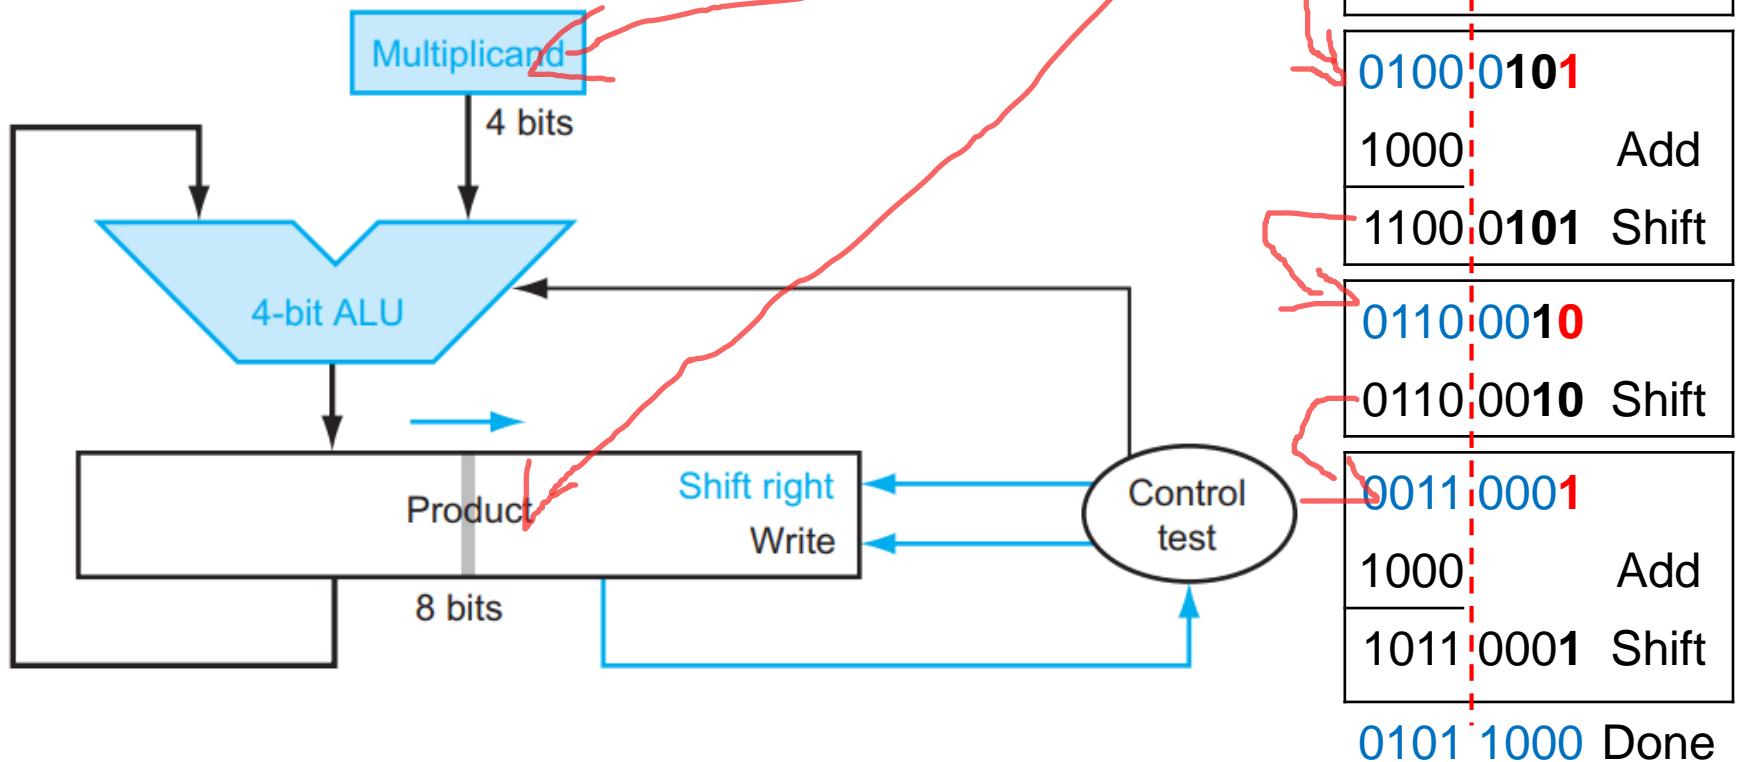 Multiplicand
4 bits
4-bit ALU
Product
Shift right
Write
8 bits
Control
test
0100 0101
1000 Add
1100 0101 Shift
0110 0010
0110 0010 Shift
0011 0001
1000 Add
1011 0001 Shift
0101 1000 Done